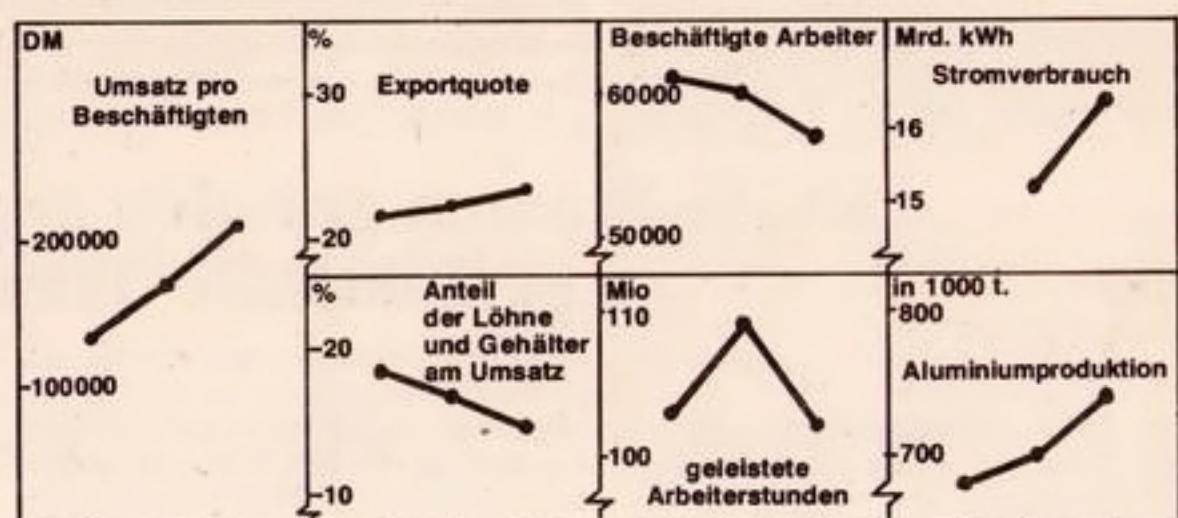 DM
Umsatz pro
Beschäftigten
200000
100000
%
30
Exportquote
20
%
Anteil
der Löhne
und Gehälter
am Umsatz
20
10
Beschäftigte Arbeiter
60000
50000
Mio
110
100
geleistete
Arbeiterstunden
Mrd. kWh
Stromverbrauch
16
15
in 1000 t.
800
Aluminiumproduktion
700